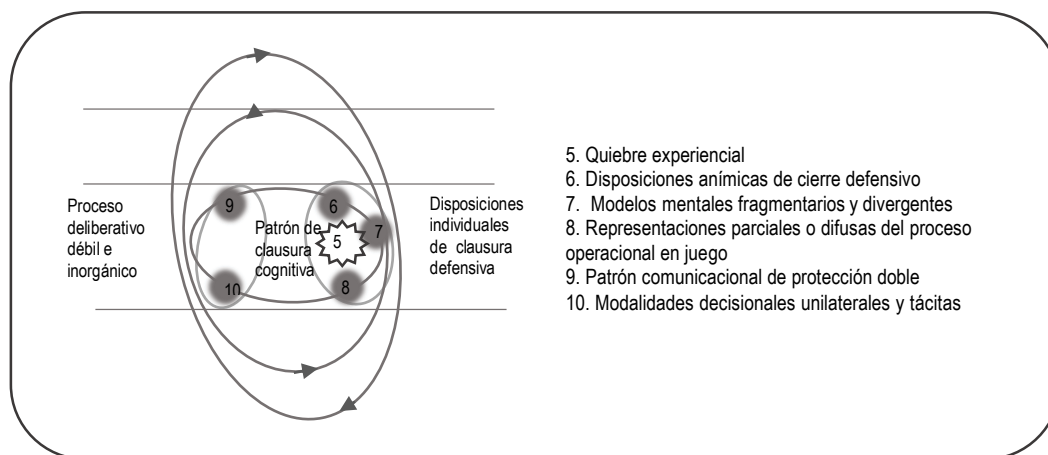 Proceso
deliberativo
débil e
inorgánico
9
10
Patrón de
clausura
cognitiva
6
5
7
8
Disposiciones
individuales
de clausura
defensiva
5. Quiebre experiencial
6. Disposiciones anímicas de cierre defensivo
7. Modelos mentales fragmentarios y divergentes
8. Representaciones parciales o difusas del proceso
operacional en juego
9. Patrón comunicacional de protección doble
10. Modalidades decisionales unilaterales y tácitas